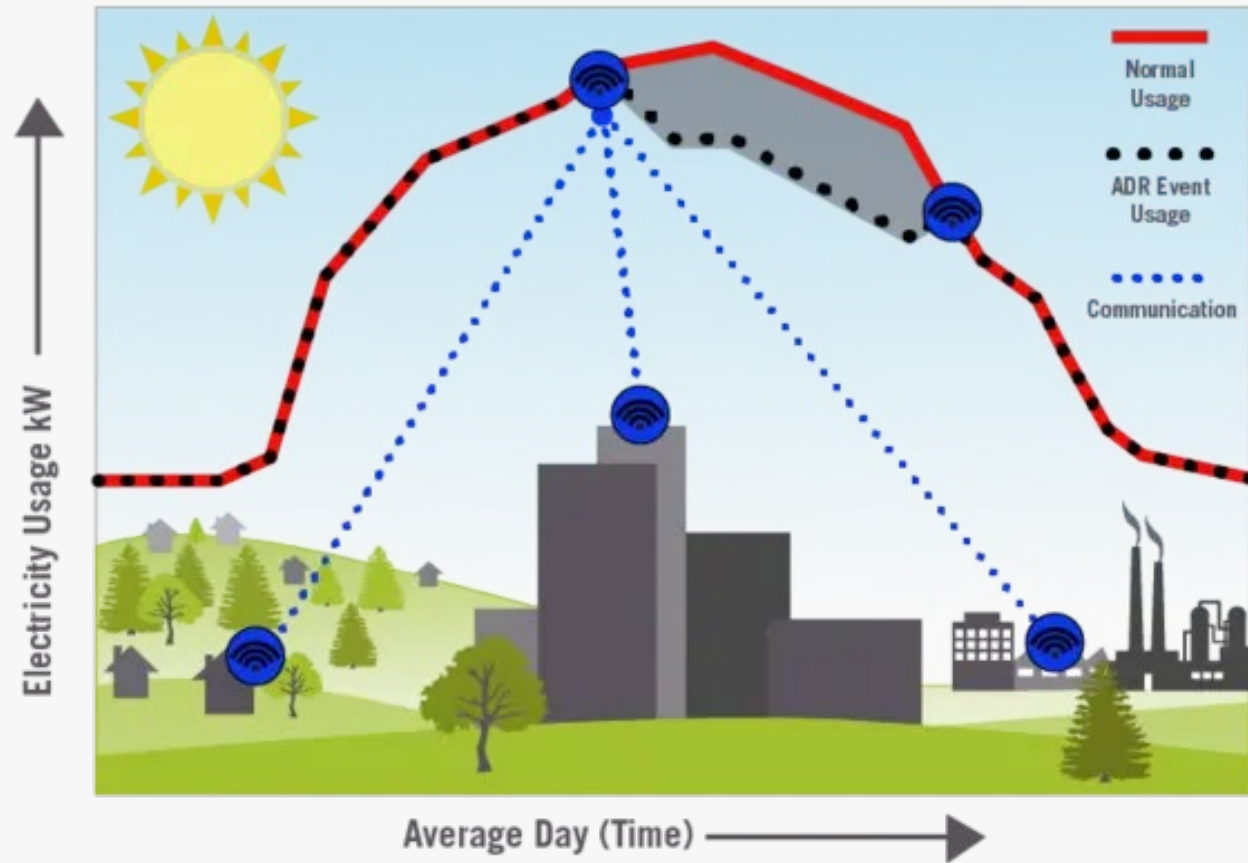 Normal
Usage
ADR Event
Usage
Communication
Electricity Usage kW
Average Day (Time)